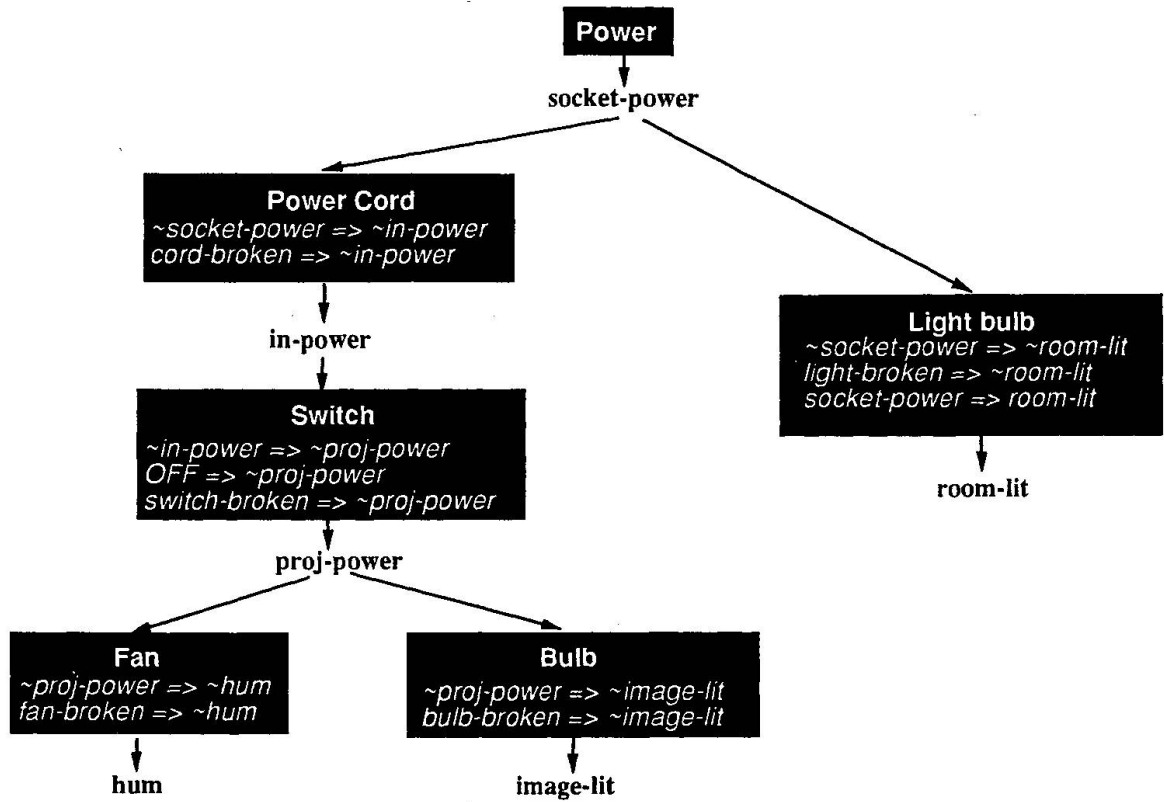 Power
socket-power
Power Cord
~socket-power => ~in-power
cord-broken => ~in-power
in-power
Light bulb
~socket-power => ~room-lit
light-broken => ~room-lit
socket-power => room-lit
room-lit
Switch
~in-power => ~proj-power
OFF => ~proj-power
switch-broken => ~proj-power
proj-power
Fan
~proj-power => ~hum
fan-broken => ~hum
hum
Bulb
~proj-power => ~image-lit
bulb-broken => ~image-lit
image-lit